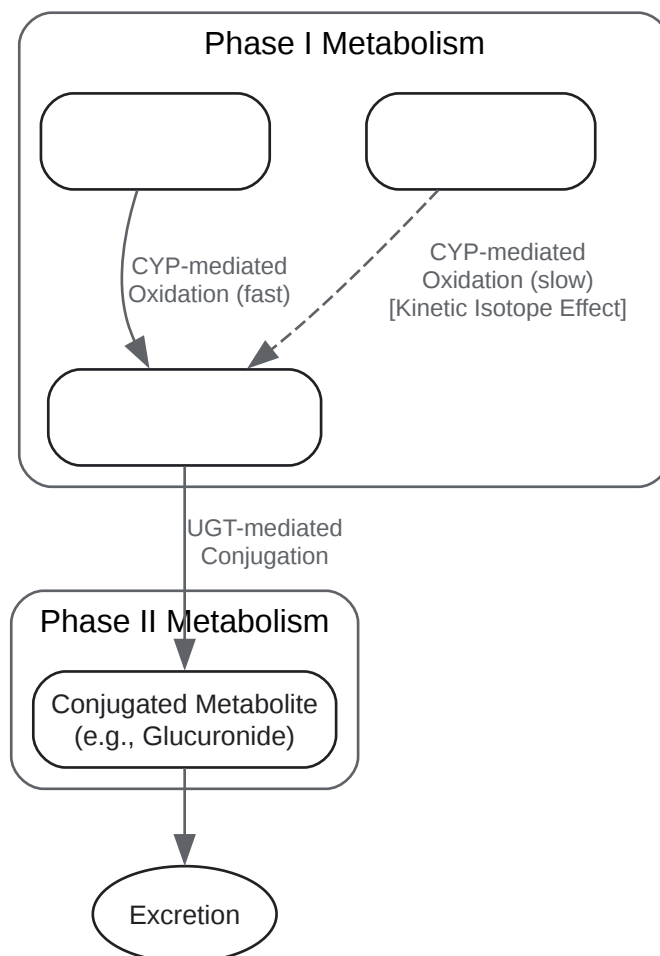 Phase I Metabolism
CYP-mediated
Oxidation (fast)
CYP-mediated
Oxidation (slow)
[Kinetic Isotope Effect]
UGT-mediated
Conjugation
Phase II Metabolism
Conjugated Metabolite
(e.g., Glucuronide)
Excretion